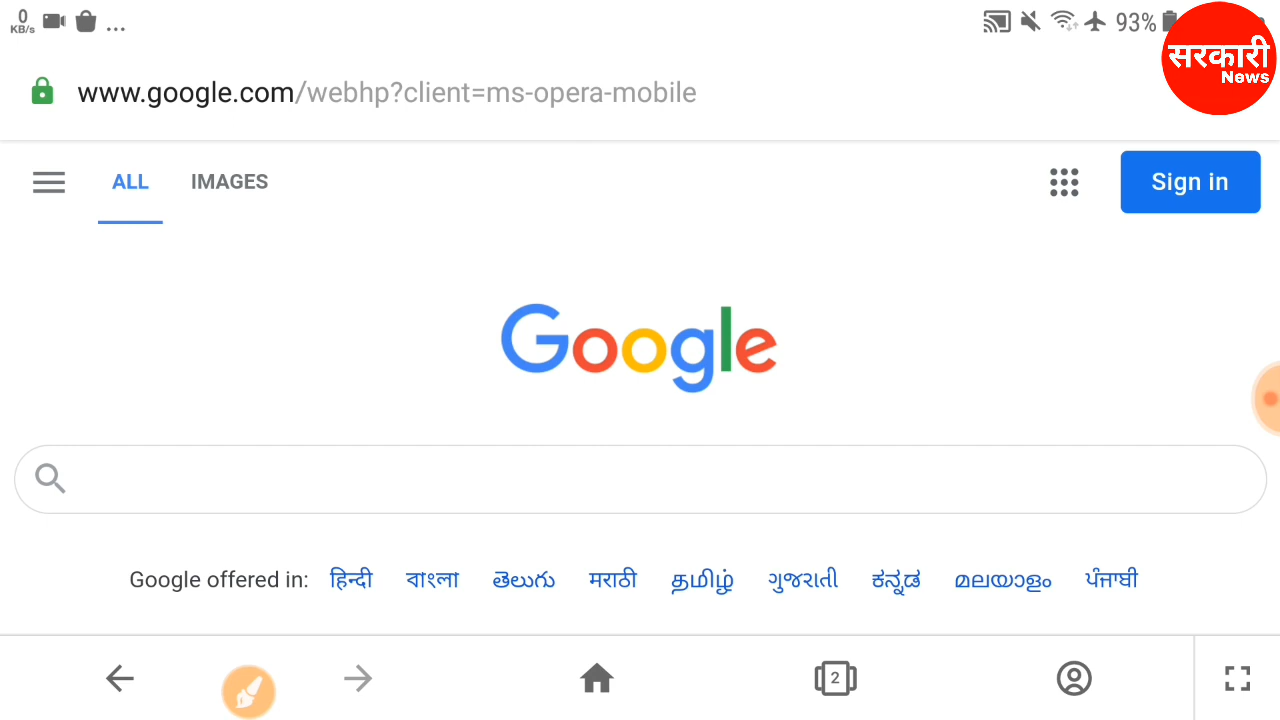 0
KB/s
...
93%
सरकारी
News
www.google.com/webhp?client=ms-opera-mobile
ALL
IMAGES
Sign in
Google
Google offered in: हिन्दी বাংলা తెలుగు मराठी தமிழ் ગુજરાતી ಕನ್ನಡ മലയാളം ਪੰਜਾਬੀ
2